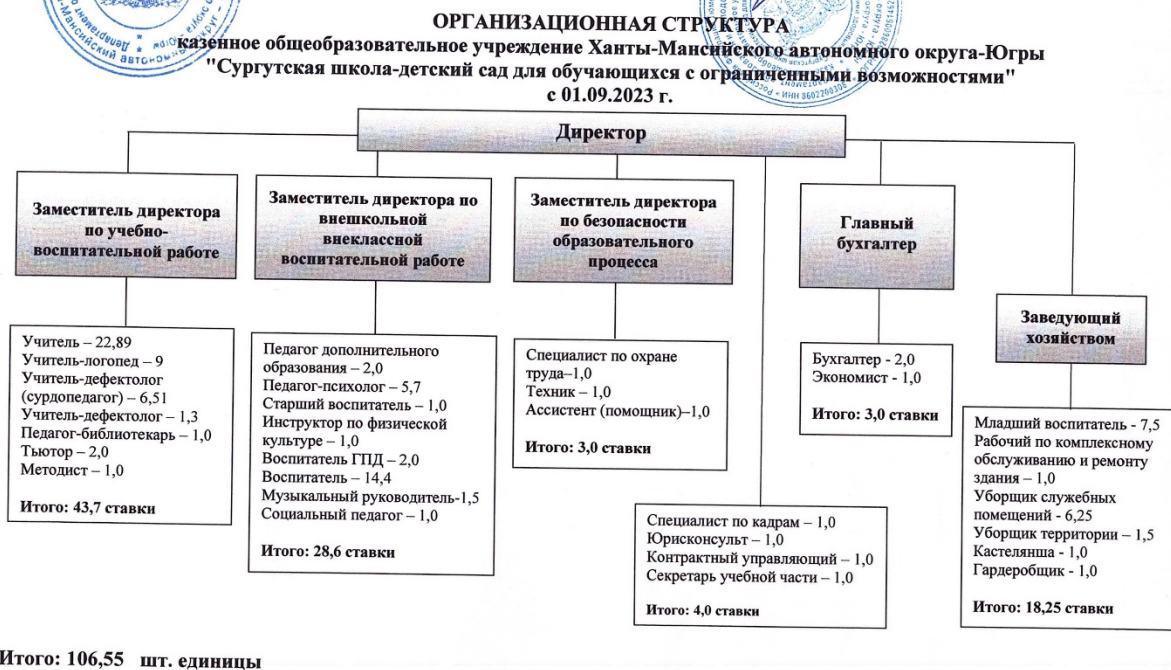 ОРГАНИЗАЦИОННАЯ СТРУКТУРА
казенное общеобразовательное учреждение Ханты-Мансийского автономного округа-Югры
"Сургутская школа-детский сад для обучающихся с ограниченными возможностями"
с 01.09.2023 г.
Директор
Заместитель директора
по учебно-
воспитательной работе
Заместитель директора по
внешкольной
внеклассной
воспитательной работе
Заместитель директора
по безопасности
образовательного
процесса
Главный
бухгалтер
Заведующий
хозяйством
Учитель – 22,89
Учитель-логопед – 9
Учитель-дефектолог
(сурдопедагог) – 6,51
Учитель-дефектолог – 1,3
Педагог-библиотекарь – 1,0
Тьютор – 2,0
Методист – 1,0
Итого: 43,7 ставки
Педагог дополнительного
образования – 2,0
Педагог-психолог – 5,7
Старший воспитатель – 1,0
Инструктор по физической
культуре – 1,0
Воспитатель ГПД – 2,0
Воспитатель – 14,4
Музыкальный руководитель-1,5
Социальный педагог – 1,0
Итого: 28,6 ставки
Специалист по охране
труда–1,0
Техник – 1,0
Ассистент (помощник)–1,0
Итого: 3,0 ставки
Бухгалтер - 2,0
Экономист - 1,0
Итого: 3,0 ставки
Специалист по кадрам – 1,0
Юрисконсульт – 1,0
Контрактный управляющий – 1,0
Секретарь учебной части – 1,0
Итого: 4,0 ставки
Младший воспитатель - 7,5
Рабочий по комплексному
обслуживанию и ремонту
здания – 1,0
Уборщик служебных
помещений - 6,25
Уборщик территории – 1,5
Кастелянша - 1,0
Гардеробщик - 1,0
Итого: 18,25 ставки
Итого: 106,55 шт. единицы